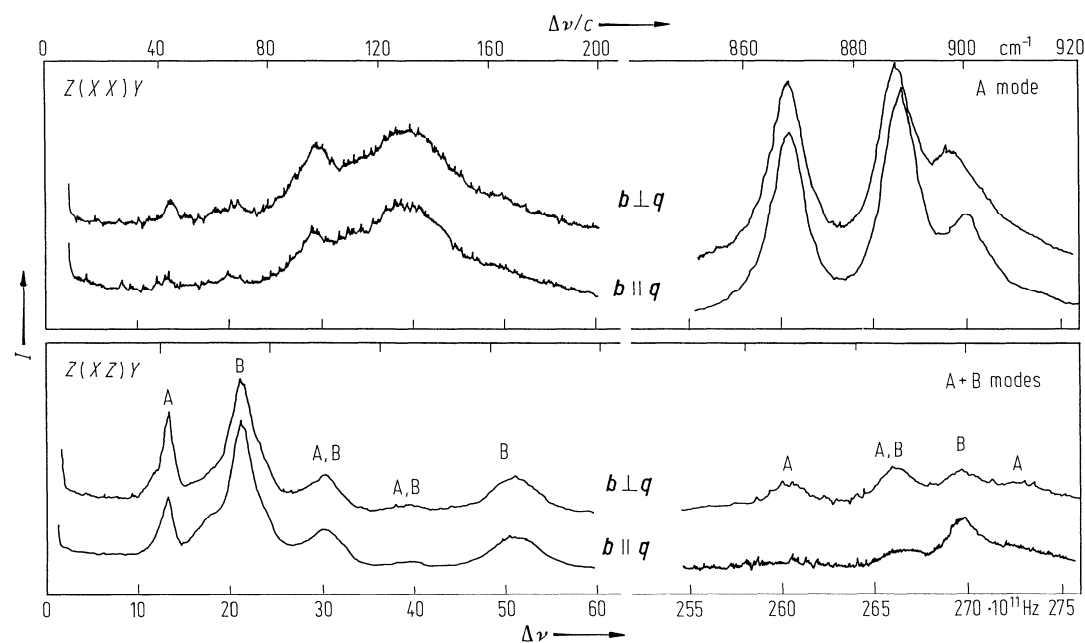 Δν/c
0 40 80 120 160 200 860 880 900 cm⁻¹ 920
Z(XX)Y
A mode
b⊥q
b∥q
I
Z(XZ)Y
A+B modes
A
B
A,B
A,B
B
A
A,B
B
A
b⊥q
b∥q
0 10 20 30 40 50 60 255 260 265 270 ·10¹¹Hz 275
Δν